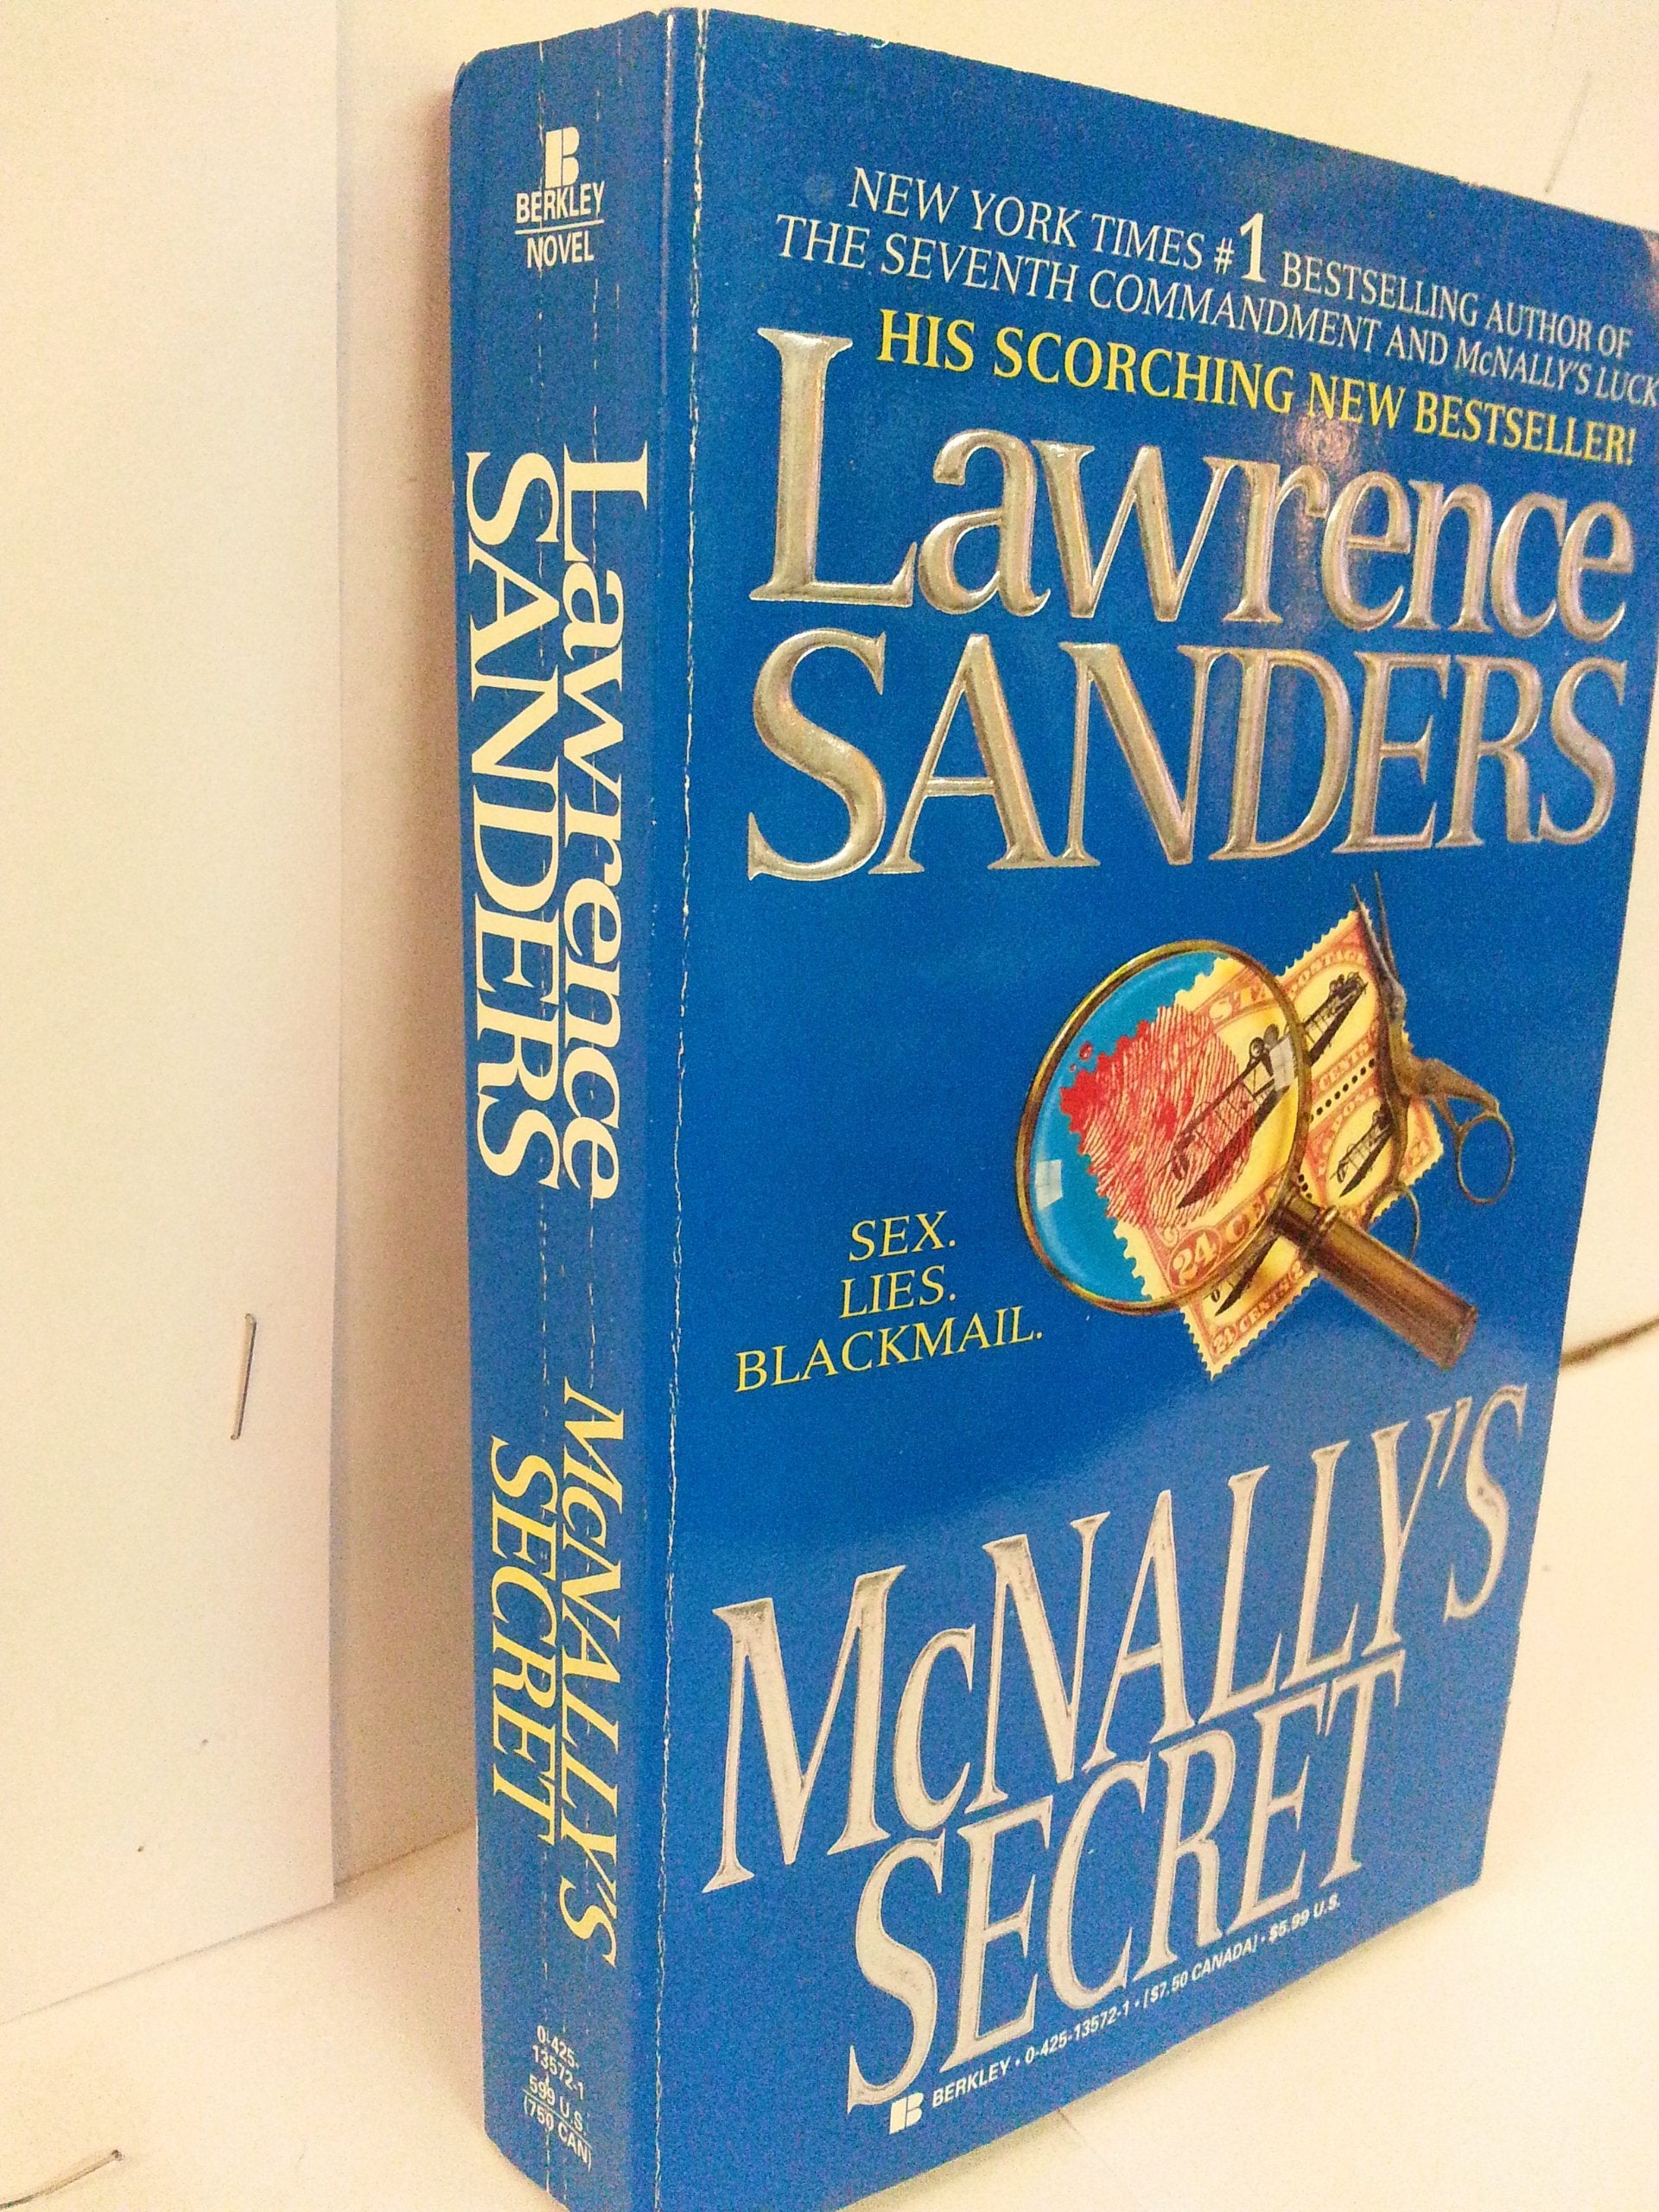 B
BERKLEY
NOVEL
Lawrence
SANDERS
McNALLY'S
SECRET
0-425-
13572-1
599 U.S.
(750 CAN)
NEW YORK TIMES #1 BESTSELLING AUTHOR OF
THE SEVENTH COMMANDMENT AND McNALLY'S LUCK
HIS SCORCHING NEW BESTSELLER!
Lawrence
SANDERS
SEX.
LIES.
BLACKMAIL.
24 CENTS
McNALLY'S
SECRET
B BERKLEY • 0-425-13572-1 • [$7.50 CANADA] • $5.99 U.S.